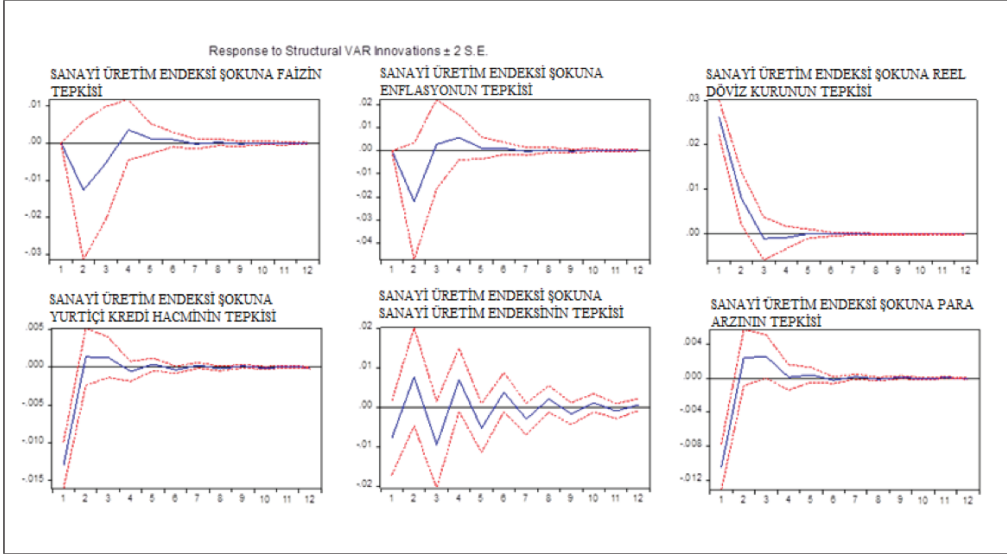 Response to Structural VAR Innovations ± 2 S.E.
SANAYİ ÜRETİM ENDEKSİ ŞOKUNA FAİZİN
TEPKİSİ
.01
.00
-.01
-.02
-.03
1 2 3 4 5 6 7 8 9 10 11 12
SANAYİ ÜRETİM ENDEKSİ ŞOKUNA
ENFLASYONUN TEPKİSİ
.02
.01
.00
-.01
-.02
-.03
-.04
1 2 3 4 5 6 7 8 9 10 11 12
SANAYİ ÜRETİM ENDEKSİ ŞOKUNA REEL
DÖVİZ KURUNUN TEPKİSİ
.03
.02
.01
.00
1 2 3 4 5 6 7 8 9 10 11 12
SANAYİ ÜRETİM ENDEKSİ ŞOKUNA
YURTİÇİ KREDİ HACMİNİN TEPKİSİ
.005
.000
-.005
-.010
-.015
1 2 3 4 5 6 7 8 9 10 11 12
SANAYİ ÜRETİM ENDEKSİ ŞOKUNA
SANAYİ ÜRETİM ENDEKSİNİN TEPKİSİ
.02
.01
.00
-.01
-.02
1 2 3 4 5 6 7 8 9 10 11 12
SANAYİ ÜRETİM ENDEKSİ ŞOKUNA PARA
ARZININ TEPKİSİ
.004
.000
-.004
-.008
-.012
1 2 3 4 5 6 7 8 9 10 11 12